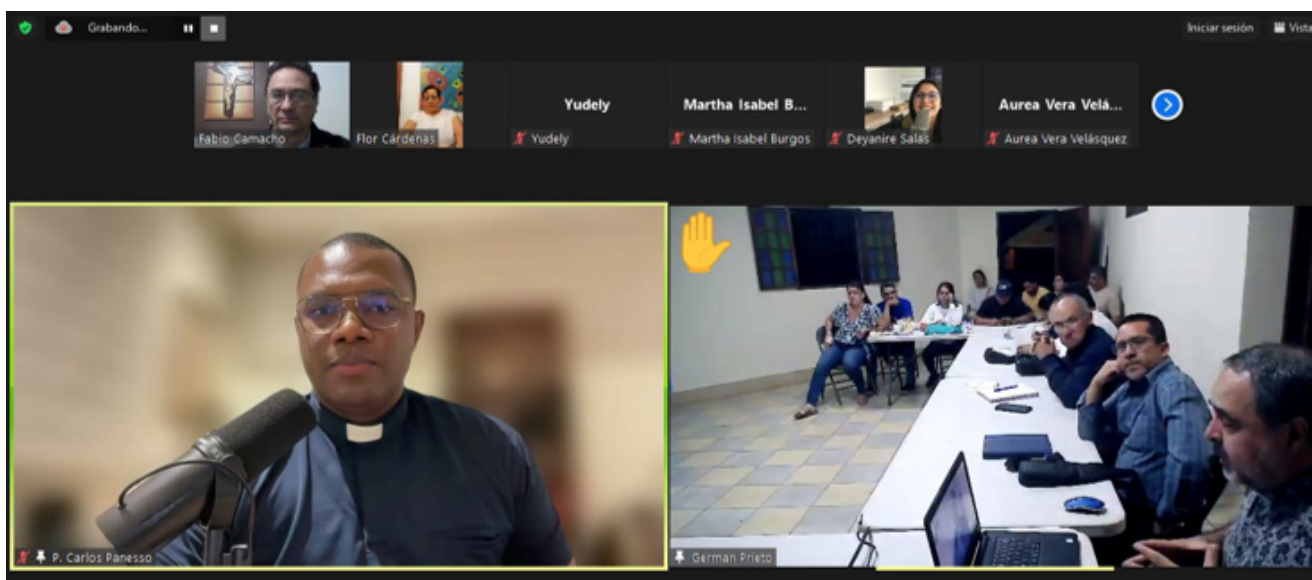 Grabando...
Iniciar sesión
Vista
Fabio Camacho
Flor Cárdenas
Yudely
Yudely
Martha Isabel B...
Martha Isabel Burgos
Deyanire Salas
Aurea Vera Velá...
Aurea Vera Velásquez
P. Carlos Panesso
German Prieto